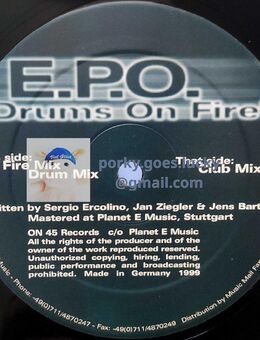 E.P.O.
Drums On Fire
side:
Fire Mix
Drum Mix
That side:
Club Mix
porky.goes.
@gmail.com
itten by Sergio Ercolino, Jan Ziegler & Jens Bart
Mastered at Planet E Music, Stuttgart
ON 45 Records c/o Planet E Music
All the rights of the producer and of the
owner of the work reproduced reserved.
Unauthorized copying, hiring, lending,
public performance and broadcasting
prohibited. Made in Germany 1999
Music - Phone: -49(0)711/4870247 - Fax: -49(0)711/4870249 - Distribution by Music Mail